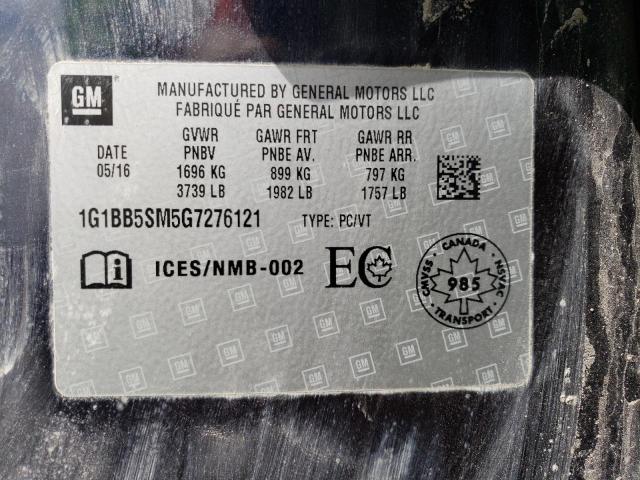 GM
MANUFACTURED BY GENERAL MOTORS LLC
FABRIQUÉ PAR GENERAL MOTORS LLC
GVWR GAWR FRT GAWR RR
DATE PNBV PNBE AV. PNBE ARR.
05/16 1696 KG 899 KG 797 KG
3739 LB 1982 LB 1757 LB
1G1BB5SM5G7276121 TYPE: PC/VT
i ICES/NMB-002 EC
CANADA
CMVSS 985 NSVAC
TRANSPORT